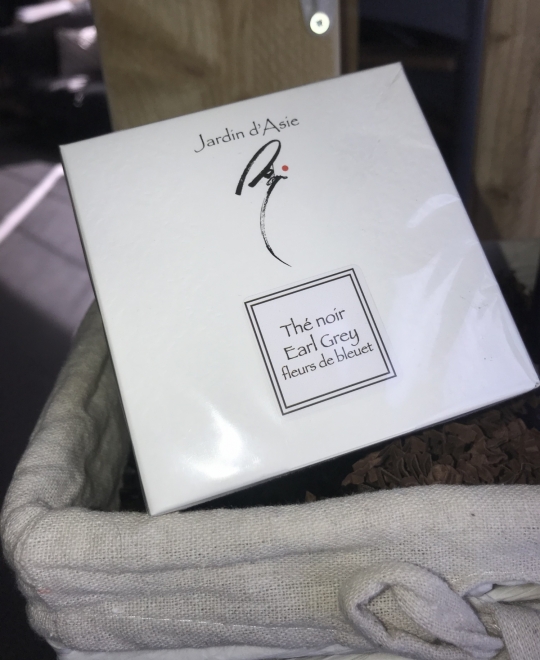 Jardin d'Asie
Thé noir
Earl Grey
fleurs de bleuet